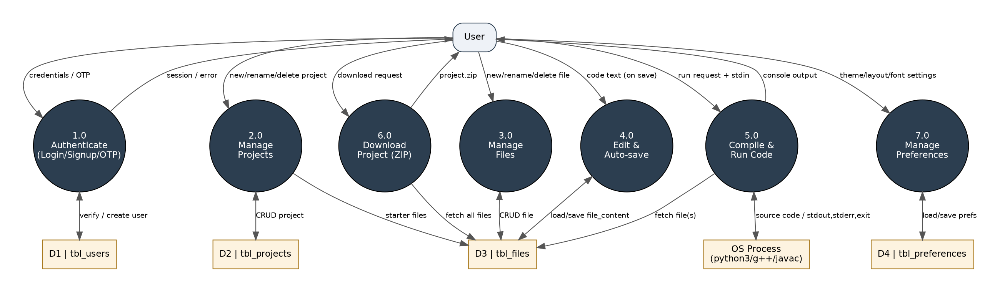 User
credentials / OTP
session / error
new/rename/delete project
download request
project.zip
new/rename/delete file
code text (on save)
run request + stdin
console output
theme/layout/font settings
1.0
Authenticate
(Login/Signup/OTP)
2.0
Manage
Projects
6.0
Download
Project (ZIP)
3.0
Manage
Files
4.0
Edit &
Auto-save
5.0
Compile &
Run Code
7.0
Manage
Preferences
verify / create user
CRUD project
starter files
fetch all files
CRUD file
load/save file_content
fetch file(s)
source code / stdout,stderr,exit
load/save prefs
D1 | tbl_users
D2 | tbl_projects
D3 | tbl_files
OS Process
(python3/g++/javac)
D4 | tbl_preferences